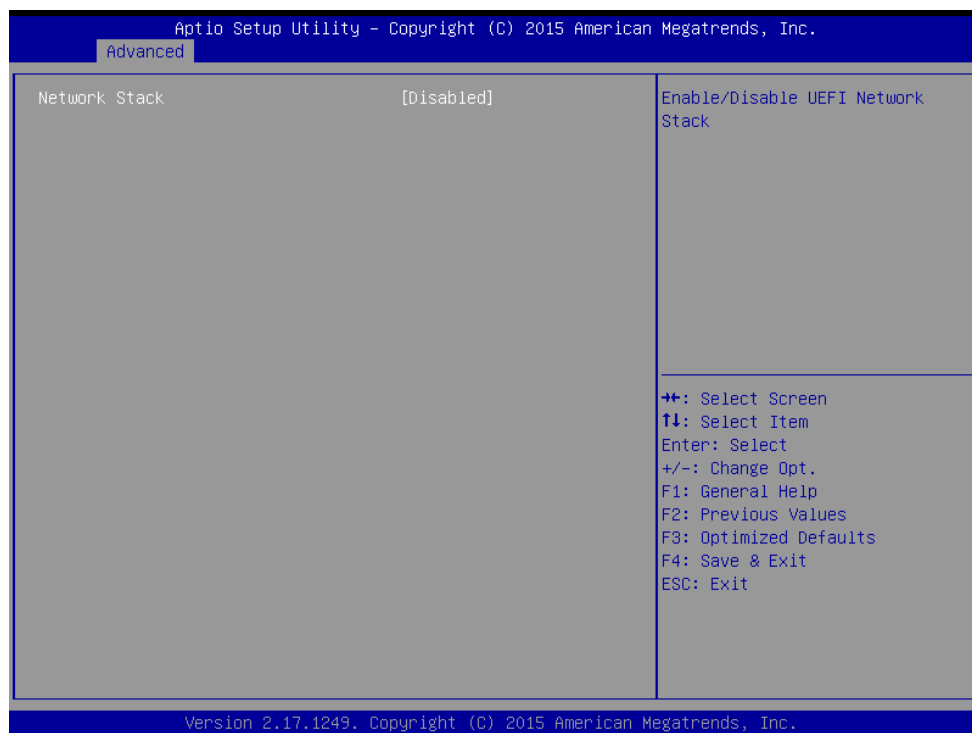 Aptio Setup Utility – Copyright (C) 2015 American Megatrends, Inc.
Advanced
Network Stack [Disabled]
Enable/Disable UEFI Network
Stack
→←: Select Screen
↑↓: Select Item
Enter: Select
+/-: Change Opt.
F1: General Help
F2: Previous Values
F3: Optimized Defaults
F4: Save & Exit
ESC: Exit
Version 2.17.1249. Copyright (C) 2015 American Megatrends, Inc.